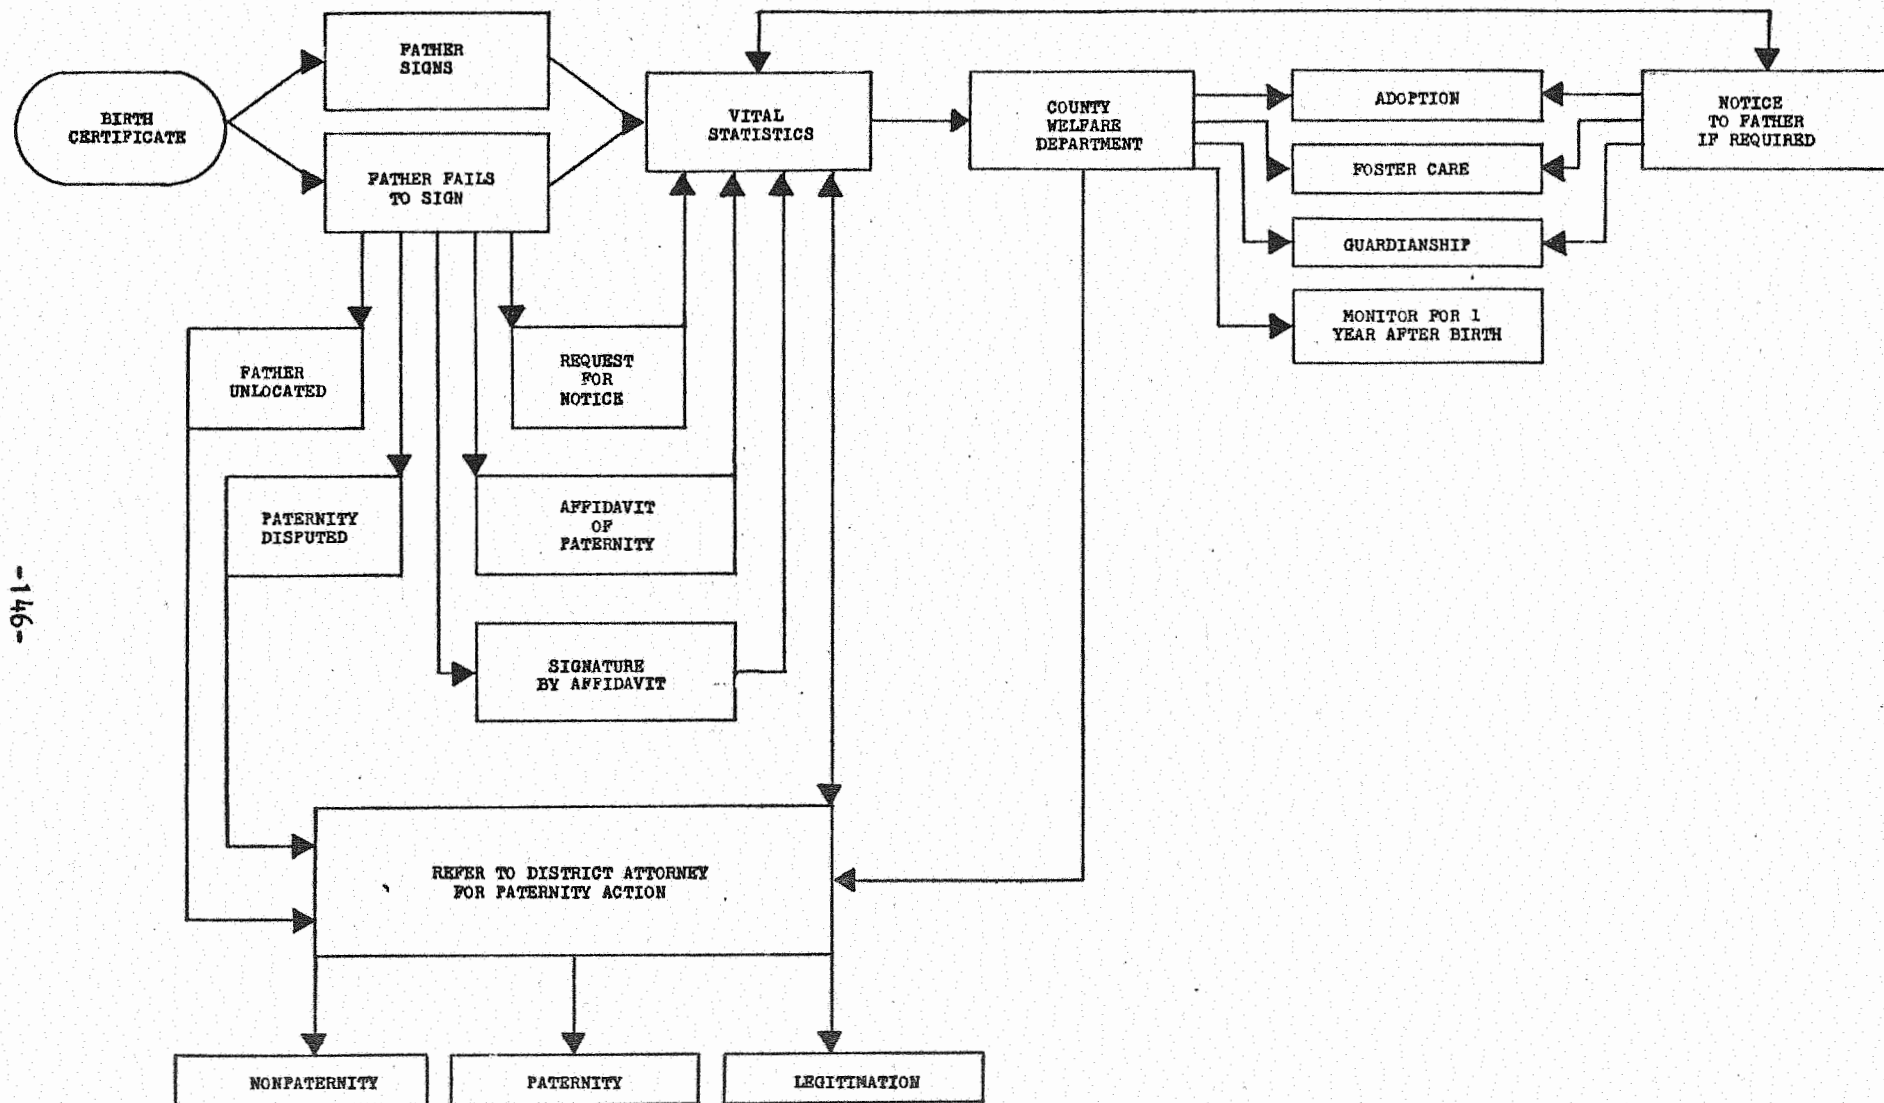 BIRTH
CERTIFICATE
FATHER
SIGNS
FATHER FAILS
TO SIGN
VITAL
STATISTICS
COUNTY
WELFARE
DEPARTMENT
ADOPTION
FOSTER CARE
GUARDIANSHIP
MONITOR FOR 1
YEAR AFTER BIRTH
NOTICE
TO FATHER
IF REQUIRED
FATHER
UNLOCATED
REQUEST
FOR
NOTICE
PATERNITY
DISPUTED
AFFIDAVIT
OF
PATERNITY
SIGNATURE
BY AFFIDAVIT
REFER TO DISTRICT ATTORNEY
FOR PATERNITY ACTION
NONPATERNITY
PATERNITY
LEGITIMATION
-146-